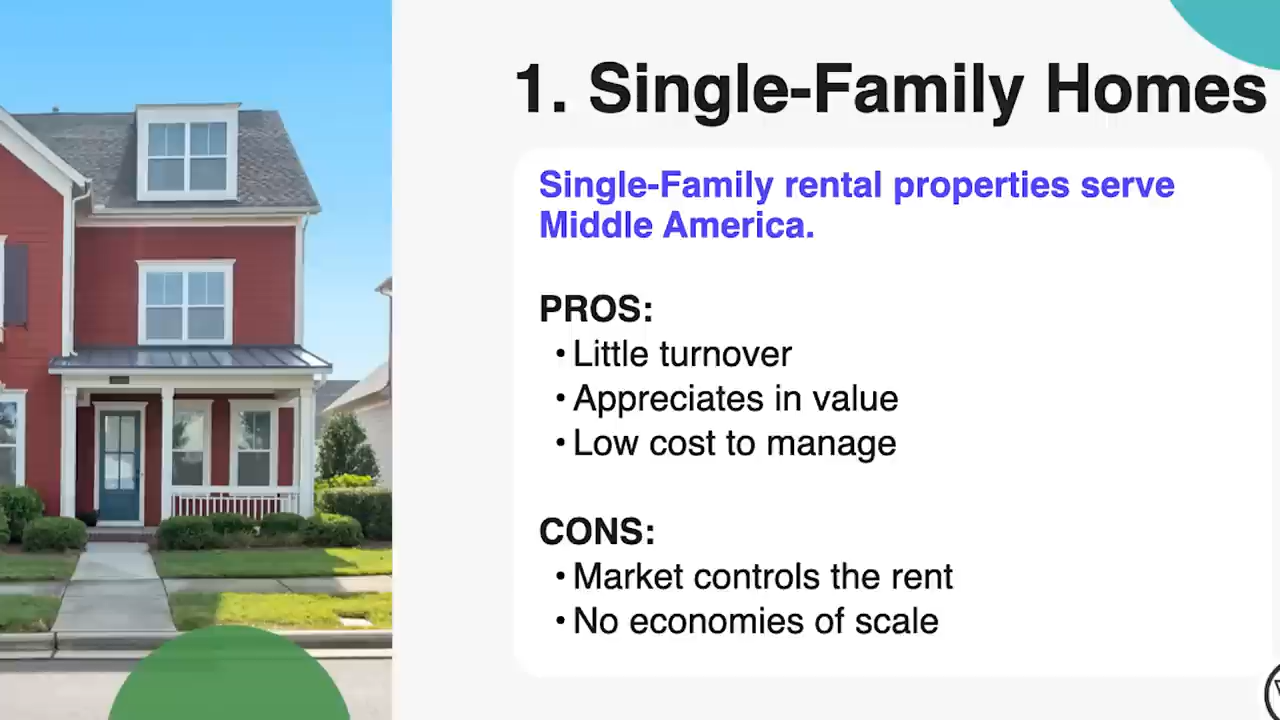 1. Single-Family Homes
Single-Family rental properties serve
Middle America.
PROS:
• Little turnover
• Appreciates in value
• Low cost to manage
CONS:
• Market controls the rent
• No economies of scale